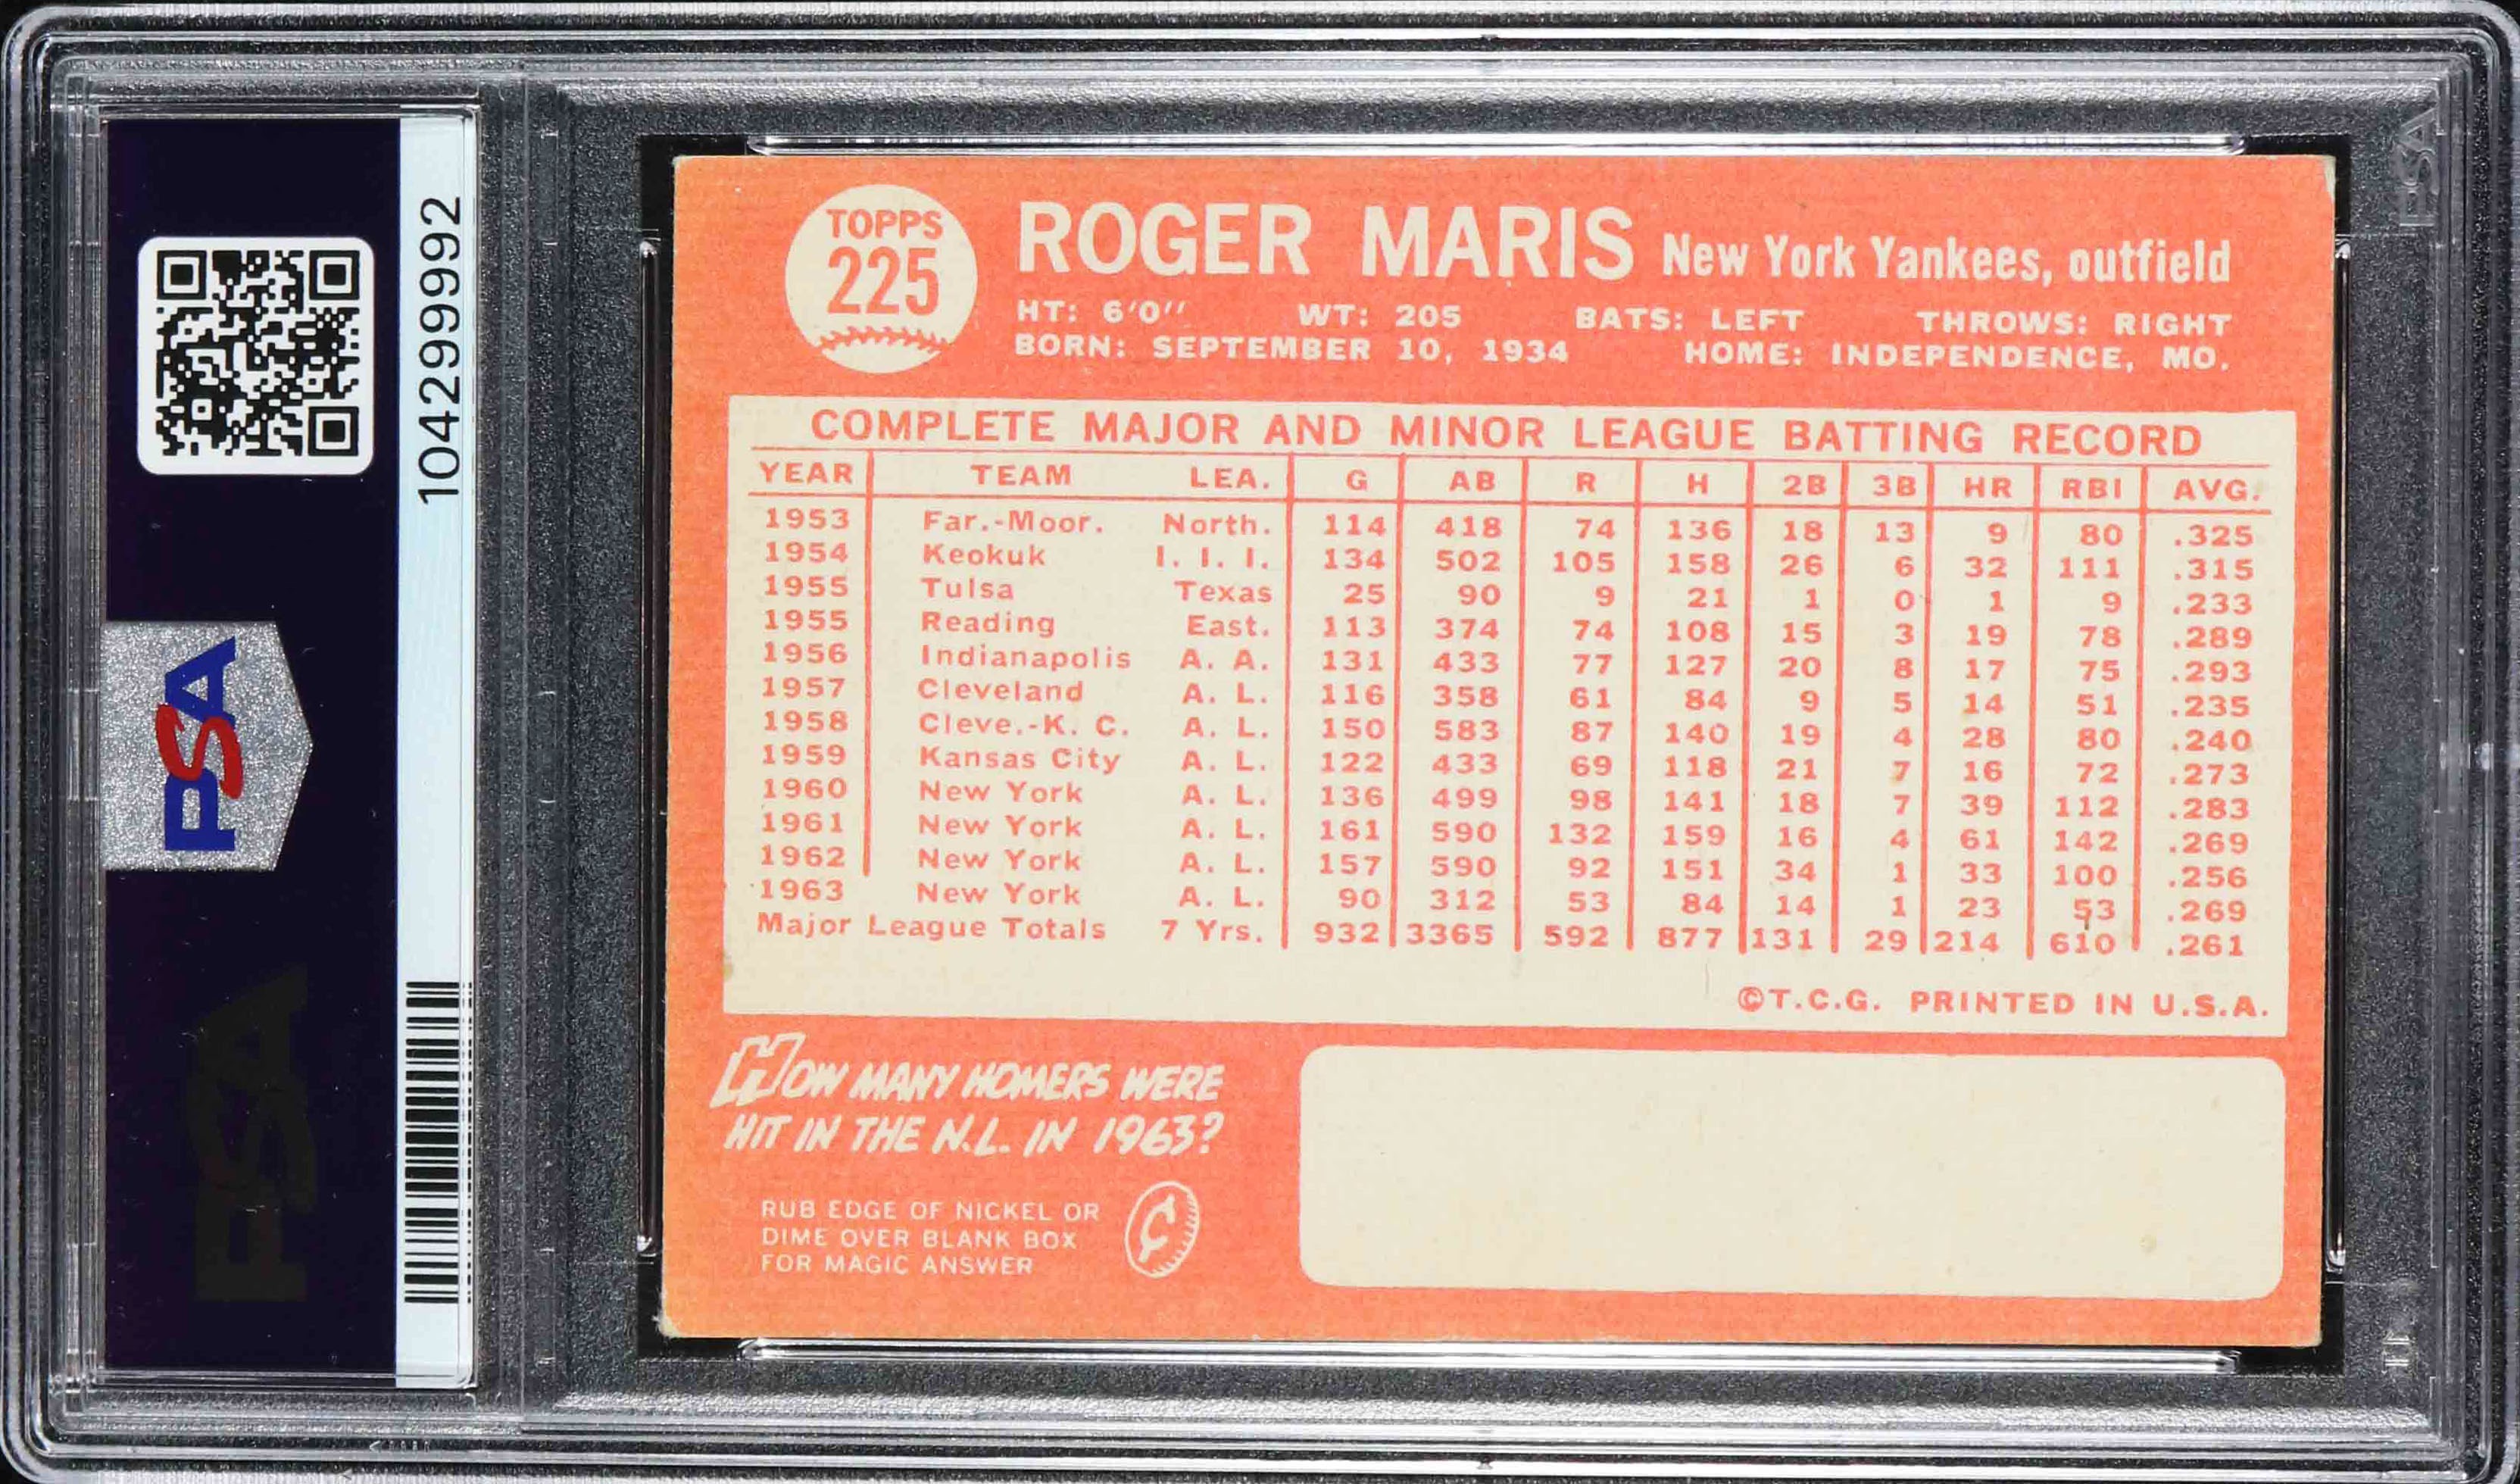 104299992
PSA
TOPPS
225
ROGER MARIS New York Yankees, outfield
HT: 6'0" WT: 205 BATS: LEFT THROWS: RIGHT
BORN: SEPTEMBER 10, 1934 HOME: INDEPENDENCE, MO.
COMPLETE MAJOR AND MINOR LEAGUE BATTING RECORD
YEAR TEAM LEA. G AB R H 2B 3B HR RBI AVG.
1953 Far.-Moor. North. 114 418 74 136 18 13 9 80 .325
1954 Keokuk I. I. I. 134 502 105 158 26 6 32 111 .315
1955 Tulsa Texas 25 90 9 21 1 0 1 9 .233
1955 Reading East. 113 374 74 108 15 3 19 78 .289
1956 Indianapolis A. A. 131 433 77 127 20 8 17 75 .293
1957 Cleveland A. L. 116 358 61 84 9 5 14 51 .235
1958 Cleve.-K. C. A. L. 150 583 87 140 19 4 28 80 .240
1959 Kansas City A. L. 122 433 69 118 21 7 16 72 .273
1960 New York A. L. 136 499 98 141 18 7 39 112 .283
1961 New York A. L. 161 590 132 159 16 4 61 142 .269
1962 New York A. L. 157 590 92 151 34 1 33 100 .256
1963 New York A. L. 90 312 53 84 14 1 23 53 .269
Major League Totals 7 Yrs. 932 3365 592 877 131 29 214 610 .261
©T.C.G. PRINTED IN U.S.A.
HOW MANY HOMERS WERE
HIT IN THE N.L. IN 1963?
RUB EDGE OF NICKEL OR
DIME OVER BLANK BOX
FOR MAGIC ANSWER
¢
PSA
PSA